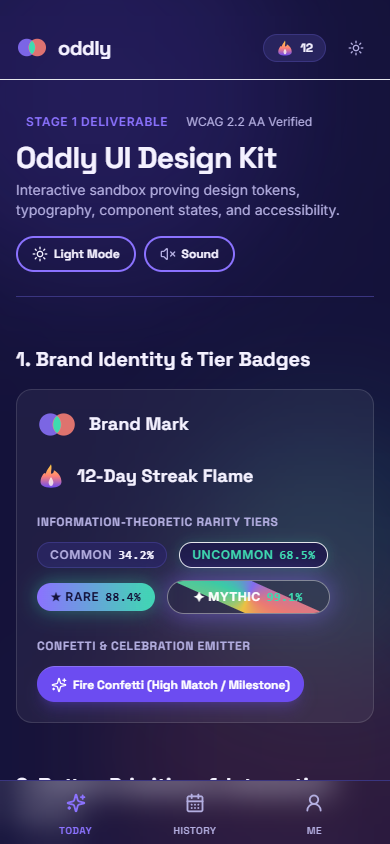 oddly
12
STAGE 1 DELIVERABLE WCAG 2.2 AA Verified
Oddly UI Design Kit
Interactive sandbox proving design tokens,
typography, component states, and accessibility.
Light Mode Sound
1. Brand Identity & Tier Badges
Brand Mark
12-Day Streak Flame
INFORMATION-THEORETIC RARITY TIERS
COMMON 34.2% UNCOMMON 68.5%
★ RARE 88.4% ✦ MYTHIC 99.1%
CONFETTI & CELEBRATION EMITTER
Fire Confetti (High Match / Milestone)
TODAY HISTORY ME